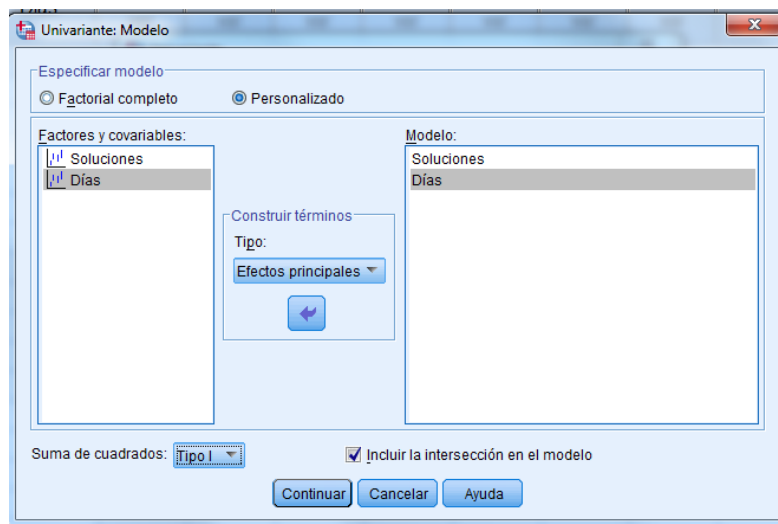 Univariante: Modelo
Especificar modelo
Factorial completo
Personalizado
Factores y covariables:
Soluciones
Días
Construir términos
Tipo:
Efectos principales
Modelo:
Soluciones
Días
Suma de cuadrados:
Tipo I
Incluir la intersección en el modelo
Continuar
Cancelar
Ayuda